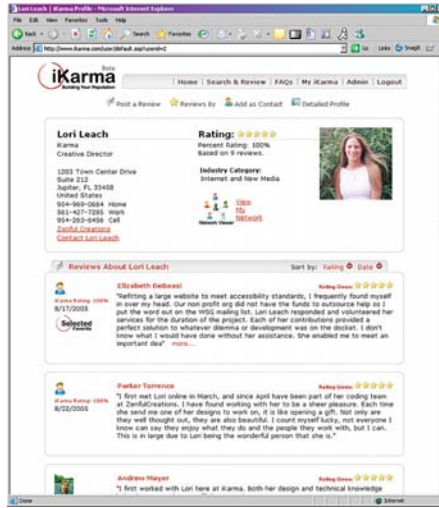 Lori Leach | iKarma Profile - Microsoft Internet Explorer
File Edit View Favorites Tools Help
Back Search Favorites
Address http://www.ikarma.com/user/default.asp?userid=2 Go Links SnagIt
Beta
iKarma
Building Your Reputation
Home | Search & Review | FAQs | My iKarma | Admin | Logout
Post a Review Reviews By Add as Contact Detailed Profile
Lori Leach
iKarma
Creative Director
1203 Town Center Drive
Suite 212
Jupiter, FL 33458
United States
954-969-0664 Home
561-427-7285 Work
954-263-6456 Cell
Zenful Creations
Contact Lori Leach
Rating:
Percent Rating: 100%
Based on 9 reviews.
Industry Category:
Internet and New Media
Network Viewer
View
My
Network
Reviews About Lori Leach Sort by: Rating Date
Elizabeth DeBeasi Rating Given:
iKarma Rating: 100%
8/17/2005
Selected
Favorite
"Refitting a large website to meet accessibility standards, I frequently found myself
in over my head. Our non profit org did not have the funds to outsource help so I
put the word out on the WSG mailing list. Lori Leach responded and volunteered her
services for the duration of the project. Each of her contributions provided a
perfect solution to whatever dilemma or development was on the docket. I don't
know what I would have done without her assistance. She enabled me to meet an
important dea" more...
Parker Torrence Rating Given:
iKarma Rating: 100%
8/22/2005
"I first met Lori online in March, and since April have been part of her coding team
at ZenfulCreations. I have found working with her to be a sheer pleasure. Each time
she send me one of her designs to work on, it is like opening a gift. Not only are
they well thought out, they are also beautiful. I count myself lucky, not everyone I
know can say they enjoy what they do and the people they work with, but I can.
This is in large due to Lori being the wonderful person that she is."
Andrew Mayer Rating Given:
"I first worked with Lori here at iKarma. Both her design and technical knowledge
Done Internet